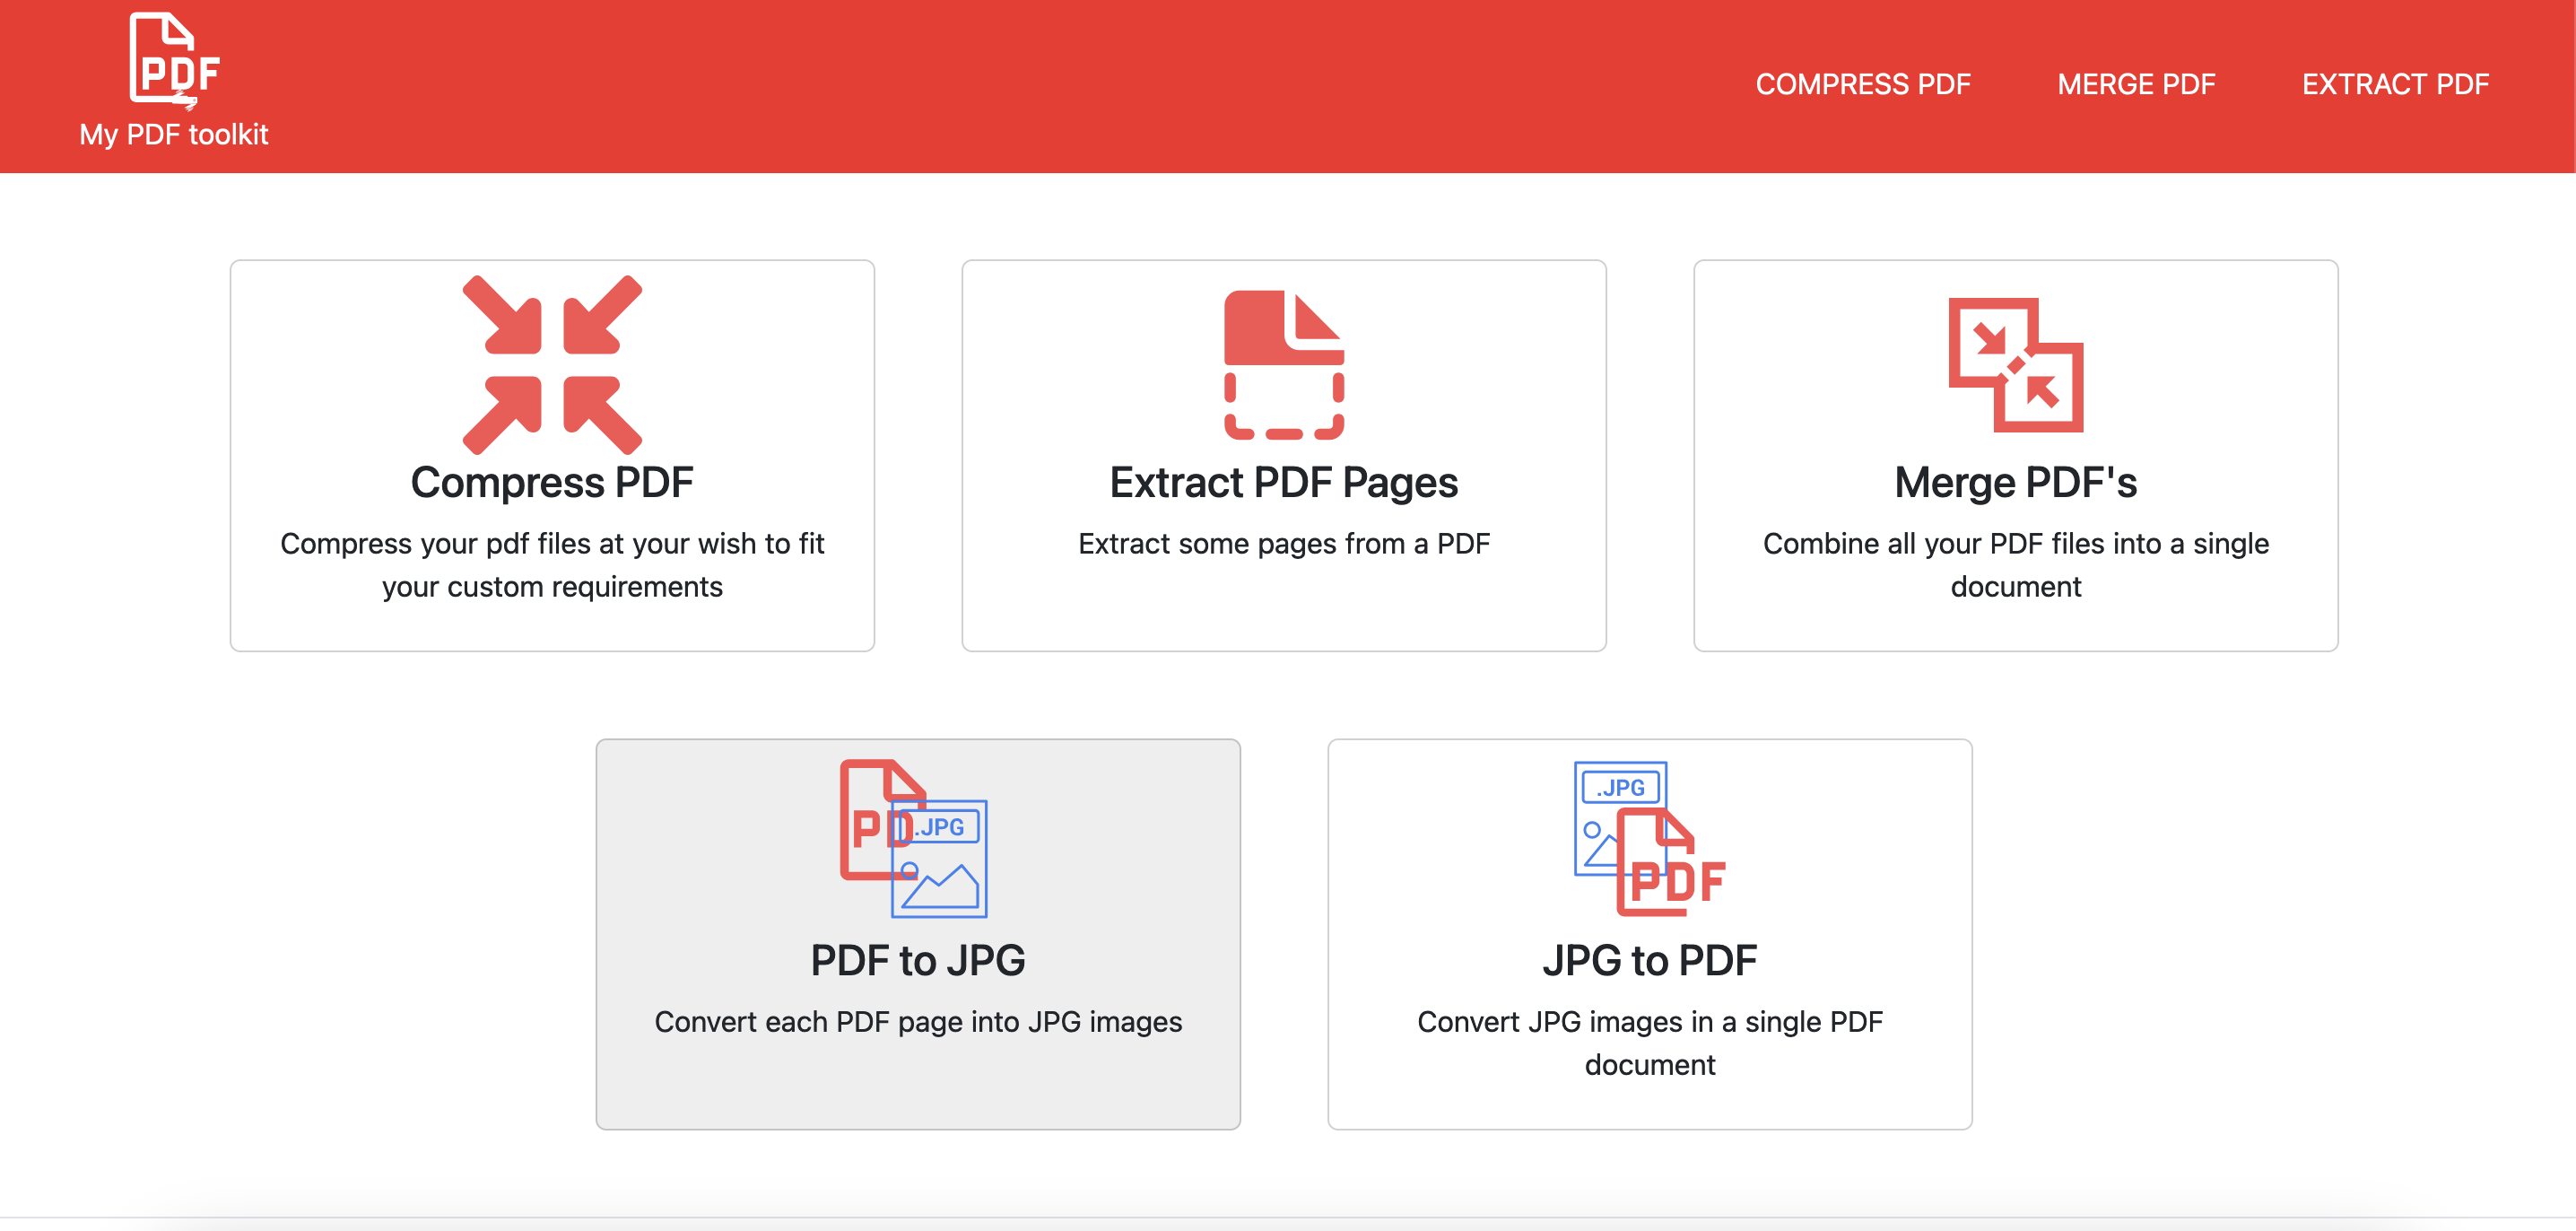 PDF
My PDF toolkit
COMPRESS PDF
MERGE PDF
EXTRACT PDF
Compress PDF
Compress your pdf files at your wish to fit
your custom requirements
Extract PDF Pages
Extract some pages from a PDF
Merge PDF's
Combine all your PDF files into a single
document
PD
.JPG
PDF to JPG
Convert each PDF page into JPG images
.JPG
PDF
JPG to PDF
Convert JPG images in a single PDF
document